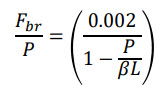 F_br/P = (0.002/(1 − P/βL))